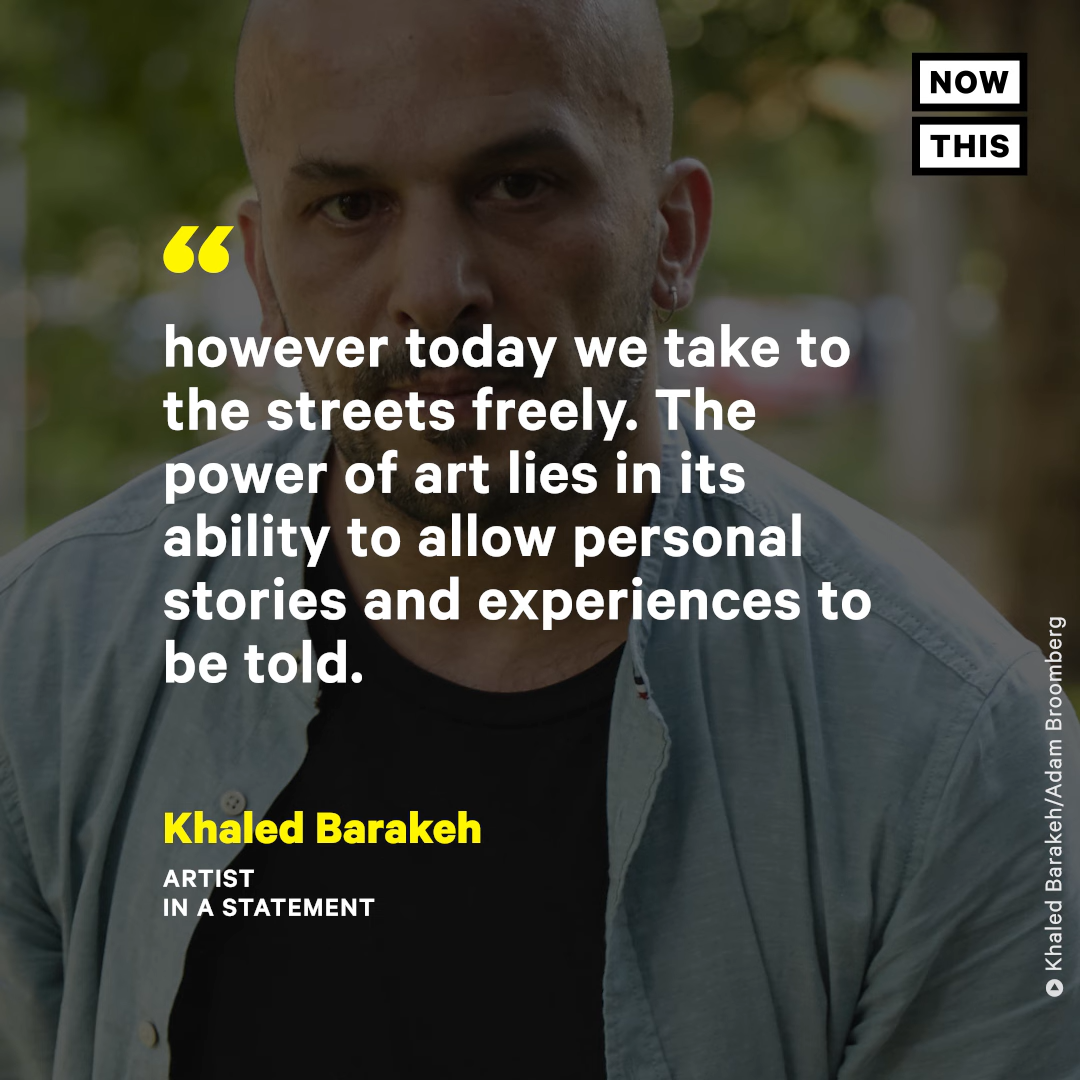 NOW
THIS
“
however today we take to
the streets freely. The
power of art lies in its
ability to allow personal
stories and experiences to
be told.
Khaled Barakeh
ARTIST
IN A STATEMENT
Khaled Barakeh/Adam Broomberg